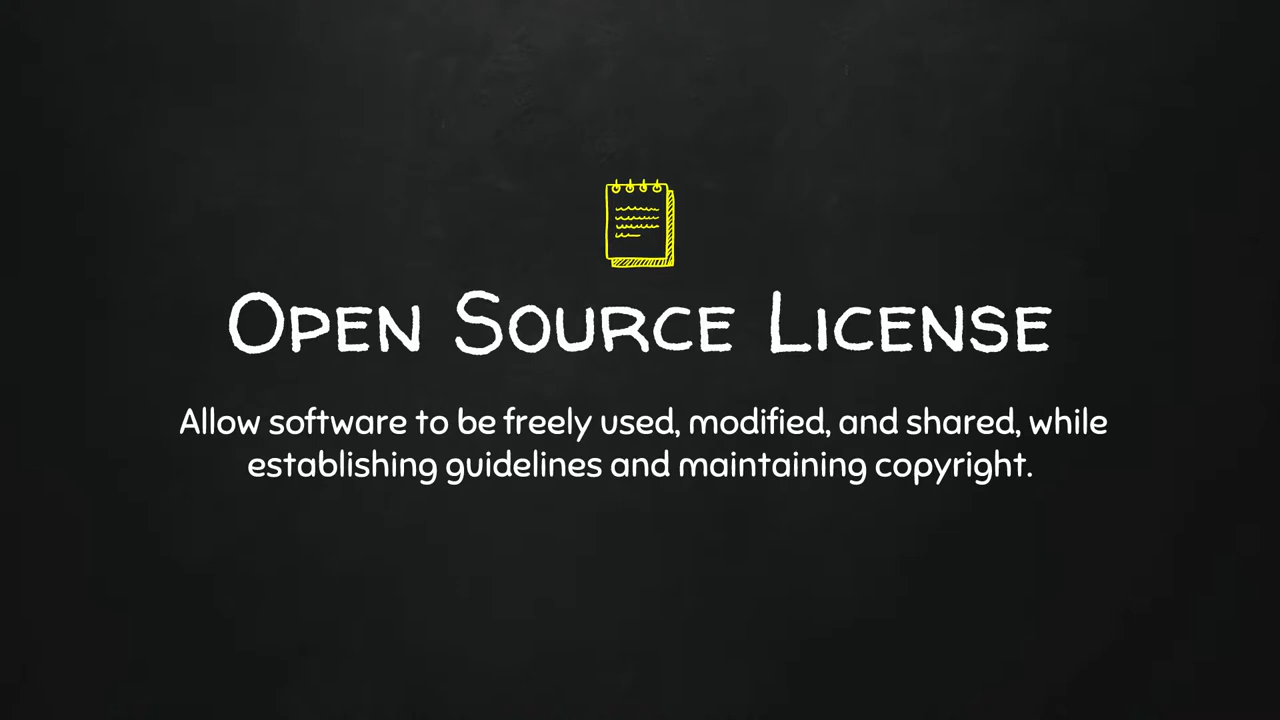 Open Source License
Allow software to be freely used, modified, and shared, while
establishing guidelines and maintaining copyright.